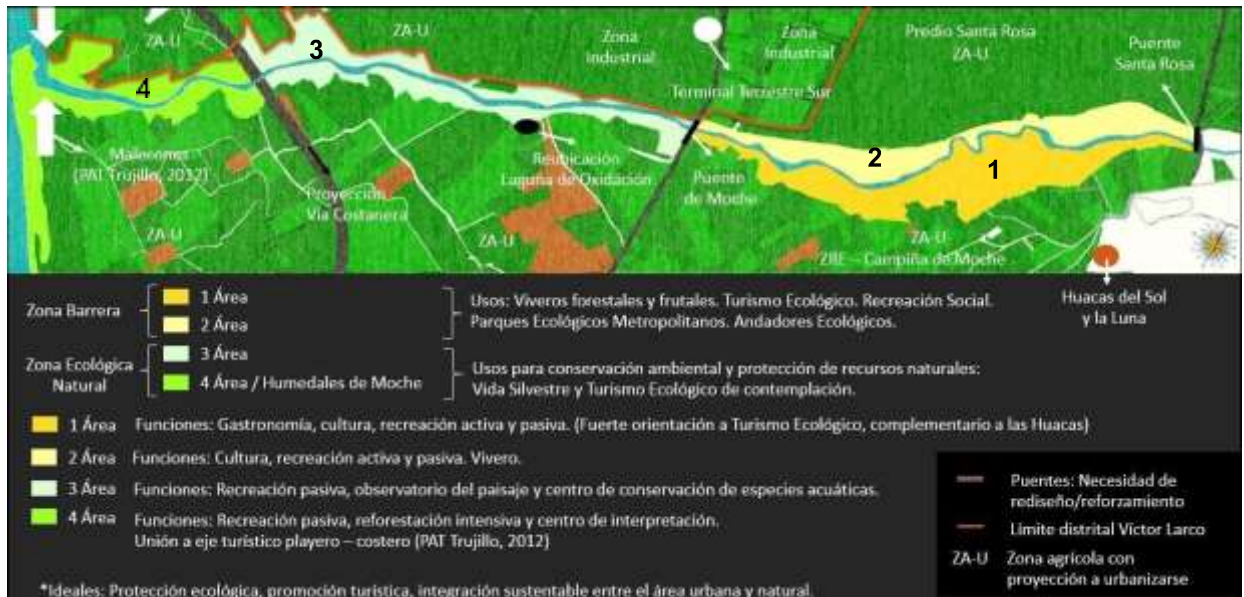 ZA-U
3
Zona
Industrial
Zona
Industrial
Predio Santa Rosa
ZA-U
Puente
Santa Rosa
4
Terminal Terrestre Sur
2
1
Malecones
(PAT Trujillo, 2012)
Proyección
Vía Costanera
Reubicación
Laguna de Oxidación
Puente
de Moche
ZA-U
ZA-U
ZA-U
ZRE – Campiña de Moche
Huacas del Sol
y la Luna
Zona Barrera
1 Área
2 Área
Usos: Viveros forestales y frutales. Turismo Ecológico. Recreación Social.
Parques Ecológicos Metropolitanos. Andadores Ecológicos.
Zona Ecológica
Natural
3 Área
4 Área / Humedales de Moche
Usos para conservación ambiental y protección de recursos naturales:
Vida Silvestre y Turismo Ecológico de contemplación.
1 Área Funciones: Gastronomía, cultura, recreación activa y pasiva. (Fuerte orientación a Turismo Ecológico, complementario a las Huacas)
2 Área Funciones: Cultura, recreación activa y pasiva. Vivero.
3 Área Funciones: Recreación pasiva, observatorio del paisaje y centro de conservación de especies acuáticas.
4 Área Funciones: Recreación pasiva, reforestación intensiva y centro de interpretación.
Unión a eje turístico playero – costero (PAT Trujillo, 2012)
*Ideales: Protección ecológica, promoción turística, integración sustentable entre el área urbana y natural.
Puentes: Necesidad de
rediseño/reforzamiento
Límite distrital Víctor Larco
ZA-U Zona agrícola con
proyección a urbanizarse